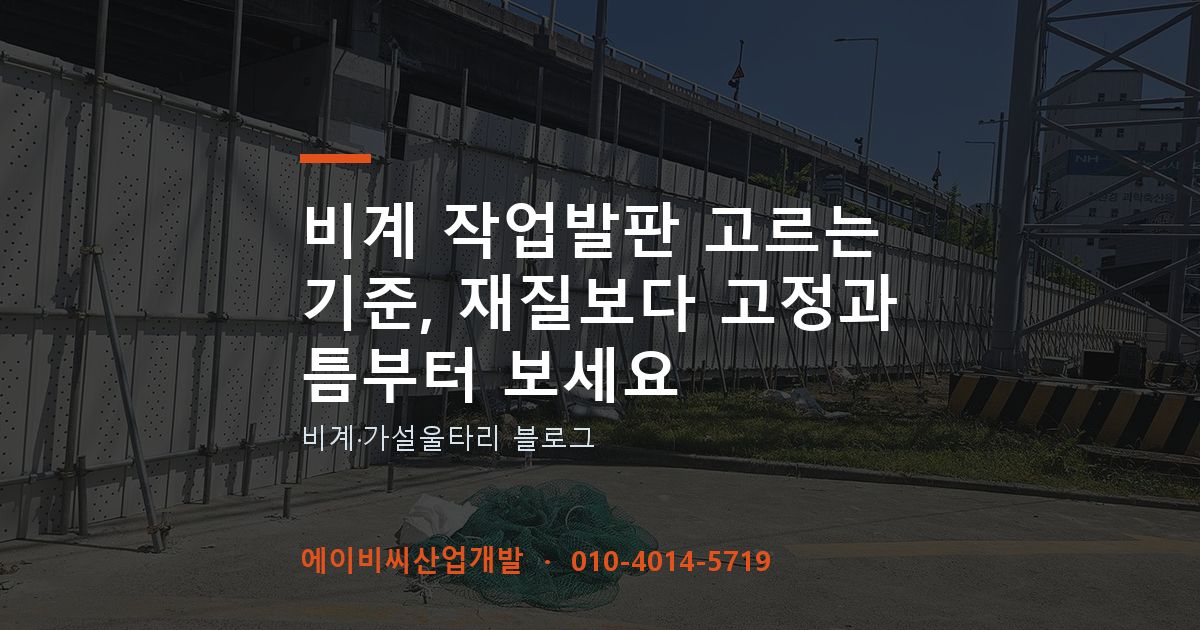 비계 작업발판 고르는
기준, 재질보다 고정과
틈부터 보세요
비계·가설울타리 블로그
에이비씨산업개발 · 010-4014-5719
NH